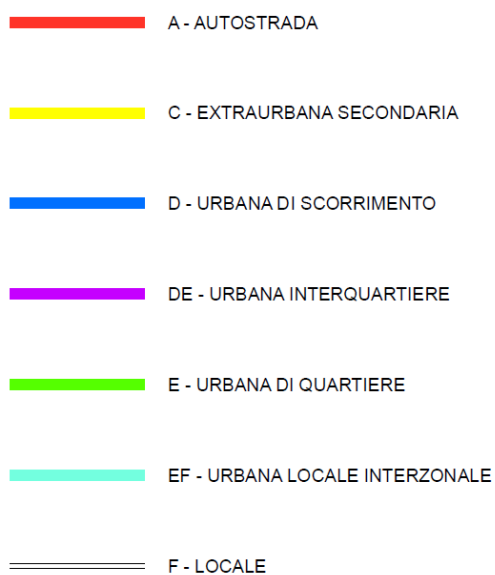 A - AUTOSTRADA
C - EXTRAURBANA SECONDARIA
D - URBANA DI SCORRIMENTO
DE - URBANA INTERQUARTIERE
E - URBANA DI QUARTIERE
EF - URBANA LOCALE INTERZONALE
F - LOCALE